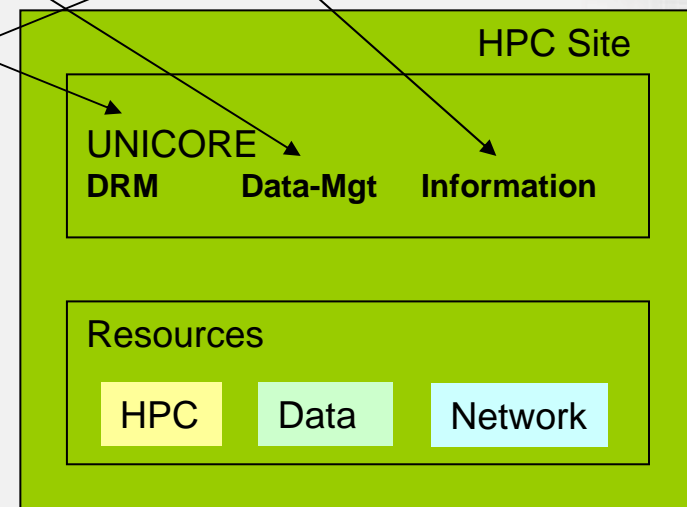 HPC Site
UNICORE
DRM Data-Mgt Information
Resources
HPC Data Network